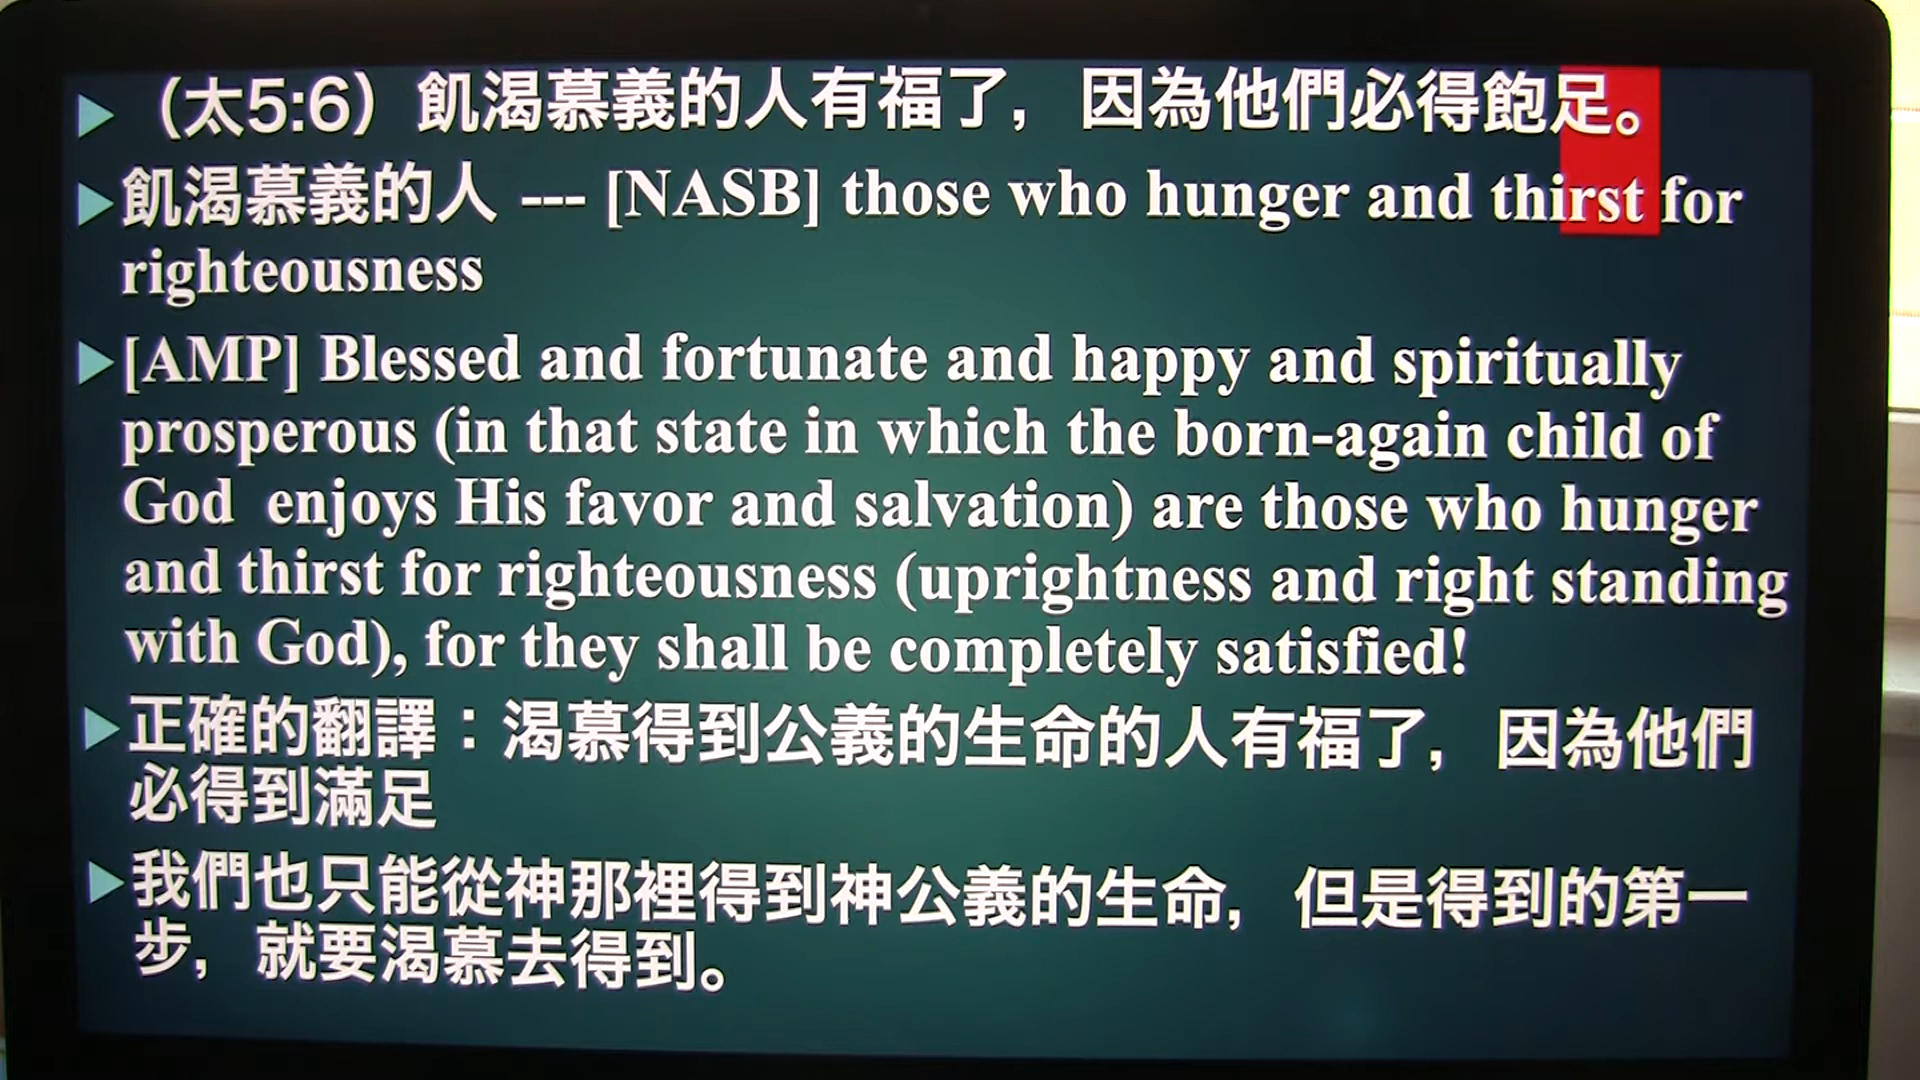 （太5:6）飢渴慕義的人有福了，因為他們必得飽足。
飢渴慕義的人 --- [NASB] those who hunger and thirst for
righteousness
[AMP] Blessed and fortunate and happy and spiritually
prosperous (in that state in which the born-again child of
God enjoys His favor and salvation) are those who hunger
and thirst for righteousness (uprightness and right standing
with God), for they shall be completely satisfied!
正確的翻譯：渴慕得到公義的生命的人有福了，因為他們
必得到滿足
我們也只能從神那裡得到神公義的生命，但是得到的第一
步，就要渴慕去得到。